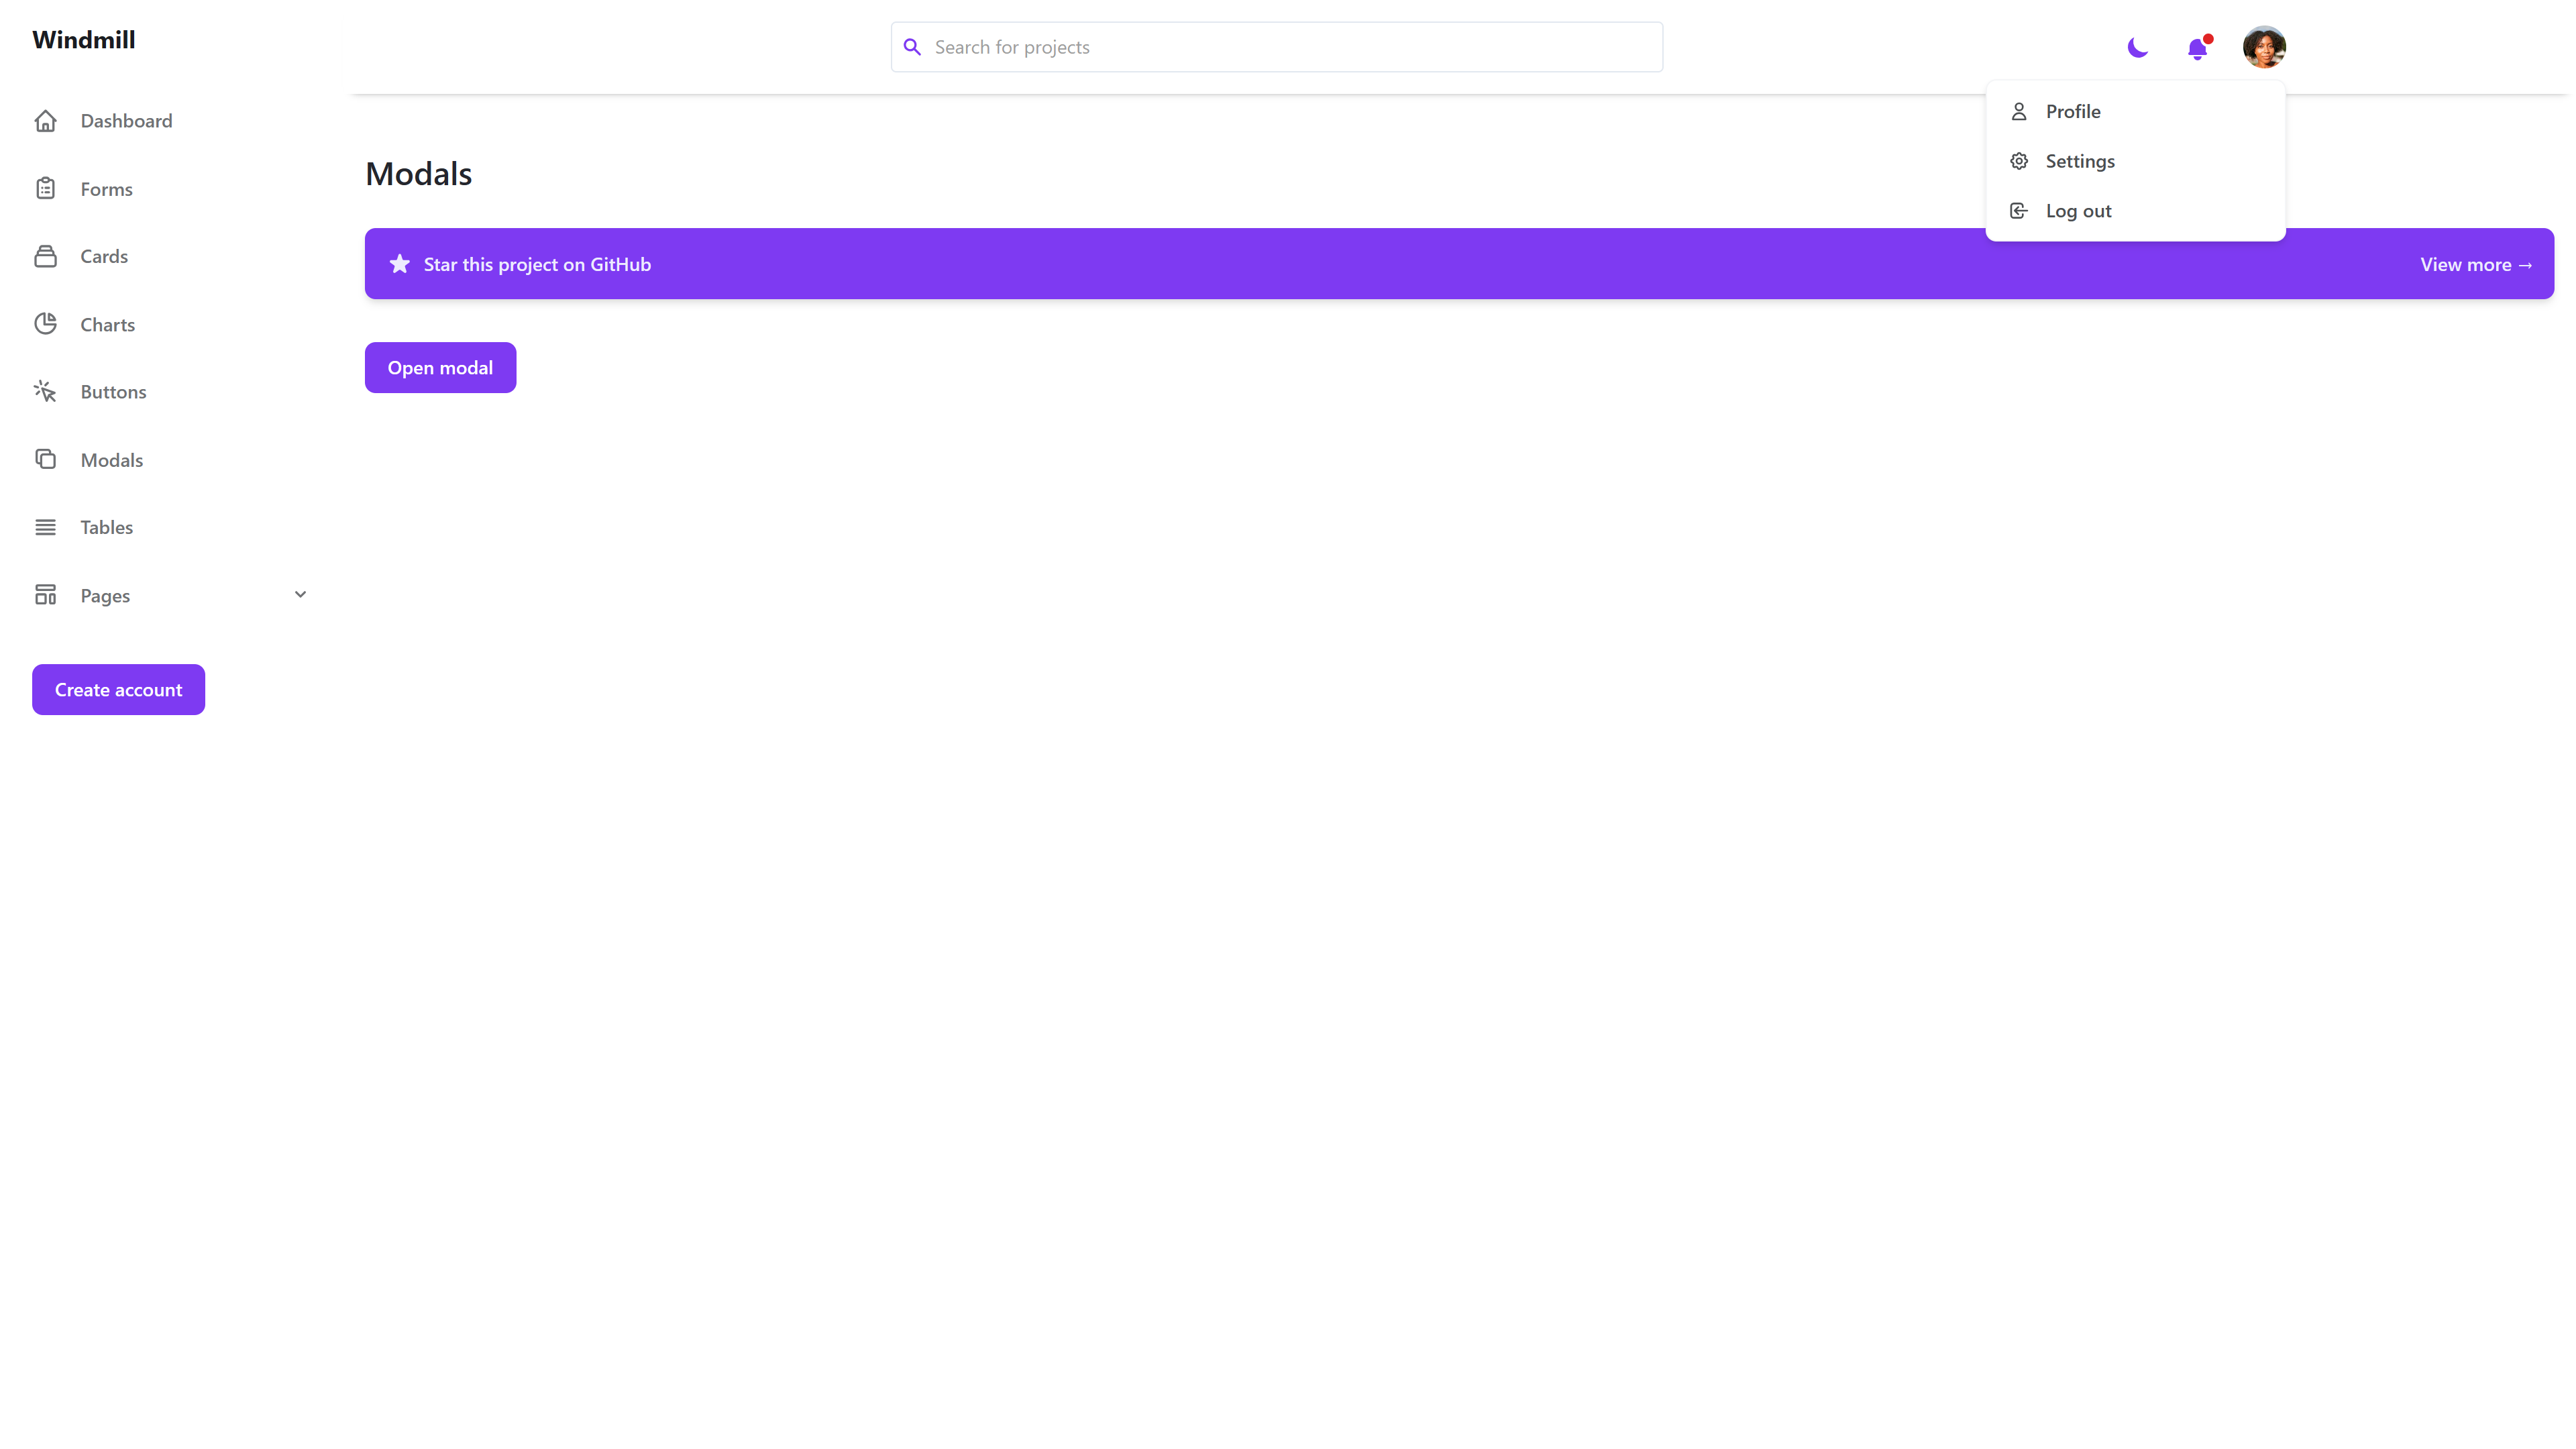 Windmill
Search for projects
Dashboard
Forms
Cards
Charts
Buttons
Modals
Tables
Pages
Create account
Profile
Settings
Log out
Modals
Star this project on GitHub
View more →
Open modal